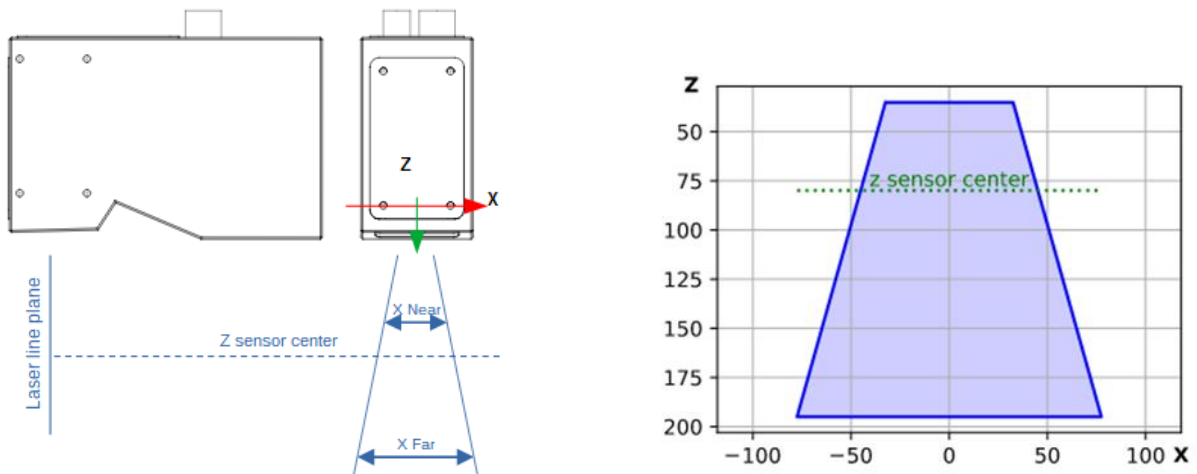 Z
X
X Near
Z sensor center
Laser line plane
X Far
Z
50
75
z sensor center
100
125
150
175
200
−100
−50
0
50
100
X